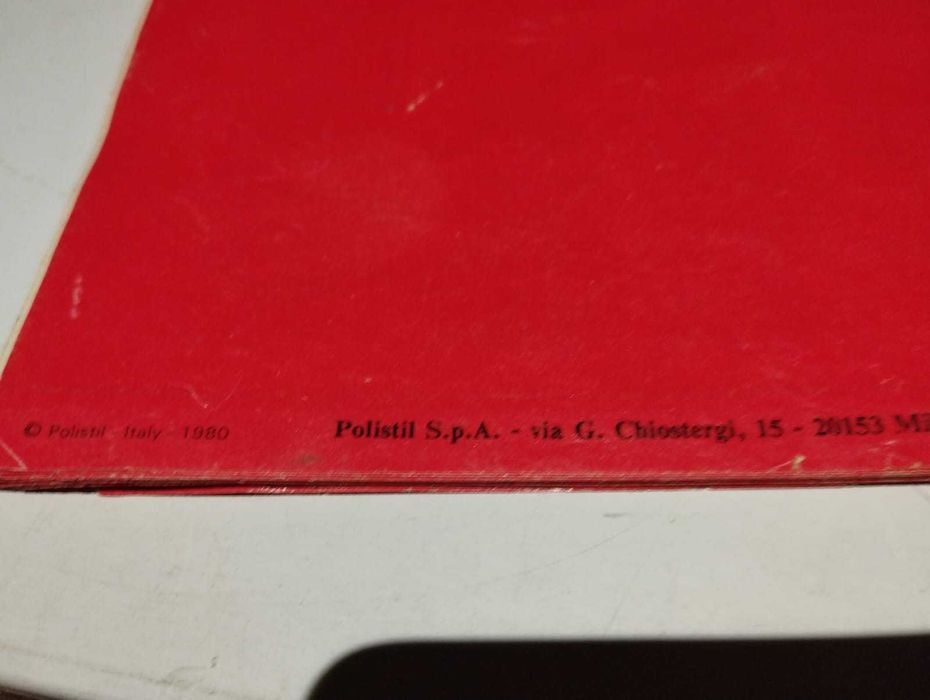 © Polistil - Italy - 1980
Polistil S.p.A. - via G. Chiostergi, 15 - 20153